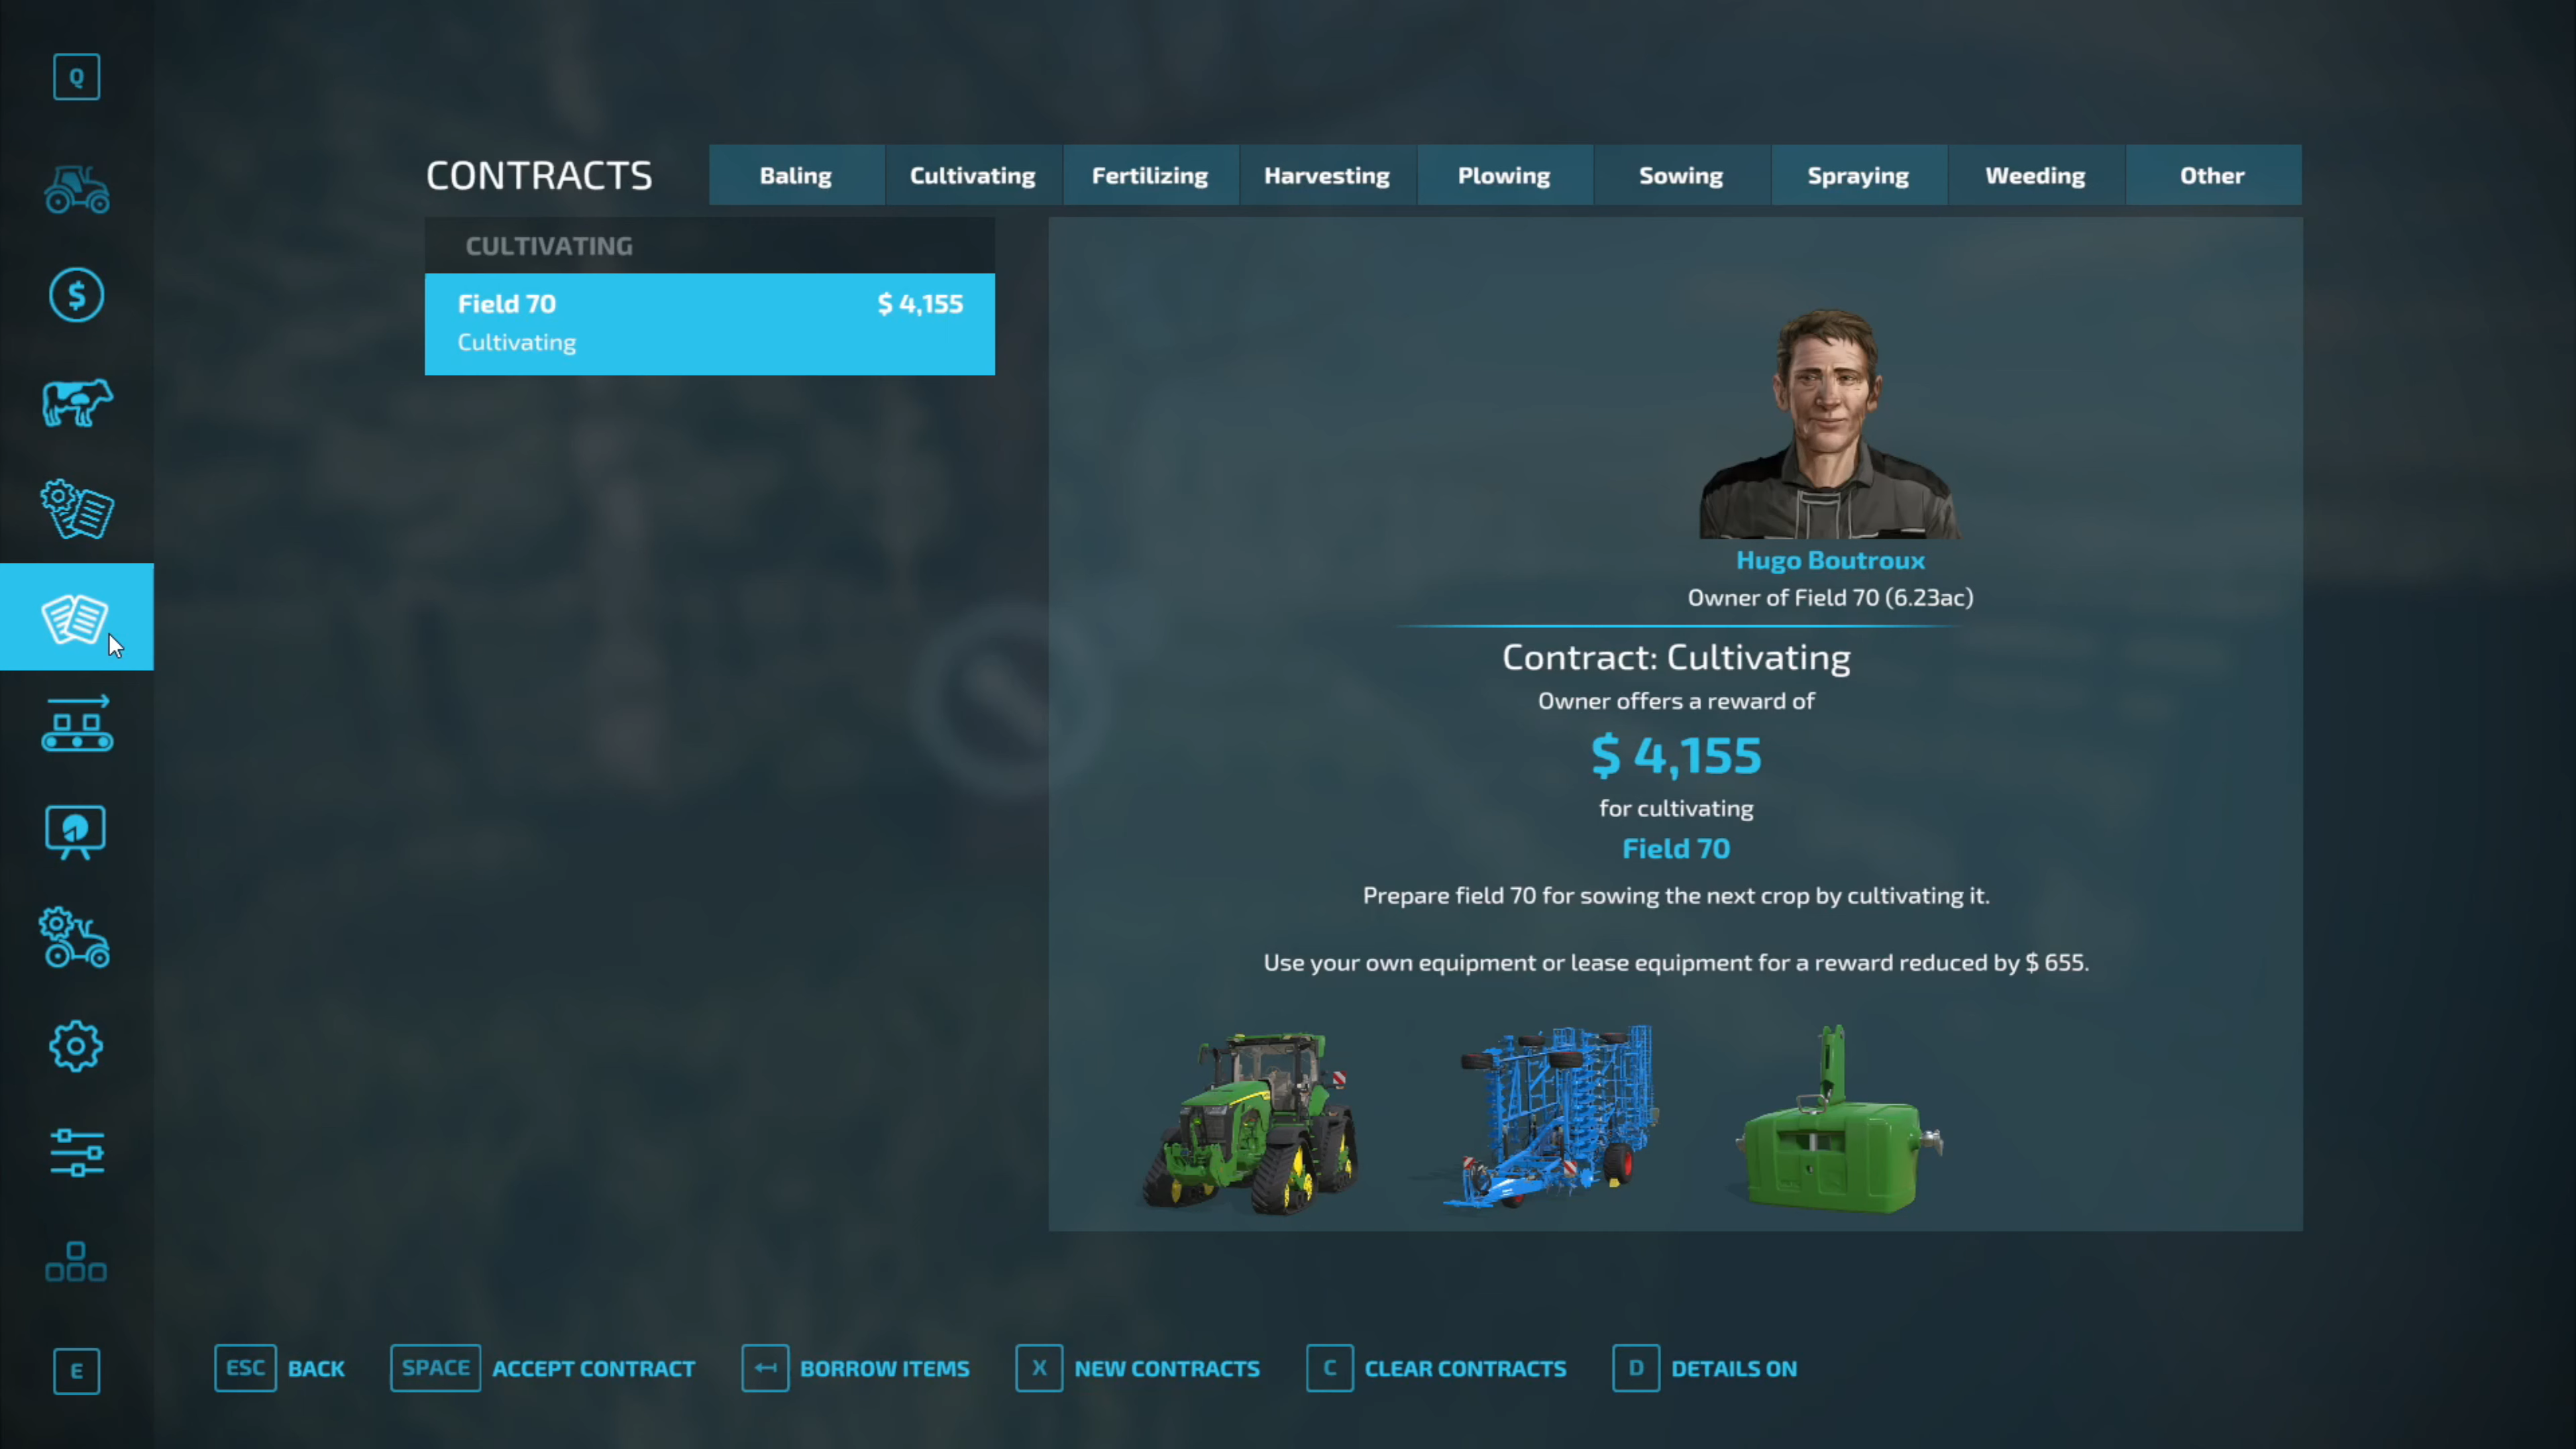 Q
CONTRACTS
Baling
Cultivating
Fertilizing
Harvesting
Plowing
Sowing
Spraying
Weeding
Other
CULTIVATING
Field 70 $ 4,155
Cultivating
Hugo Boutroux
Owner of Field 70 (6.23ac)
Contract: Cultivating
Owner offers a reward of
$ 4,155
for cultivating
Field 70
Prepare field 70 for sowing the next crop by cultivating it.
Use your own equipment or lease equipment for a reward reduced by $ 655.
E
ESC BACK
SPACE ACCEPT CONTRACT
BORROW ITEMS
X NEW CONTRACTS
C CLEAR CONTRACTS
D DETAILS ON